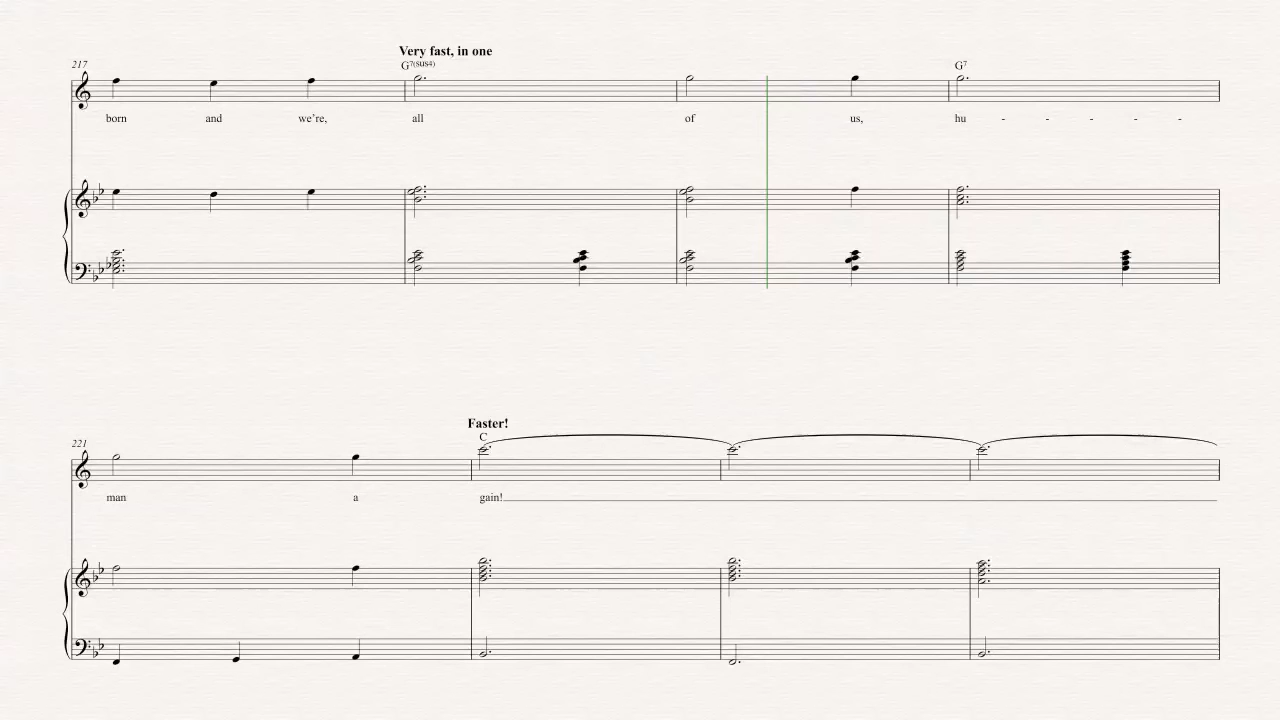 Very fast, in one
217
G7(sus4)
G7
born and we're, all of us, hu - - - - -
Faster!
221
C
man a gain!